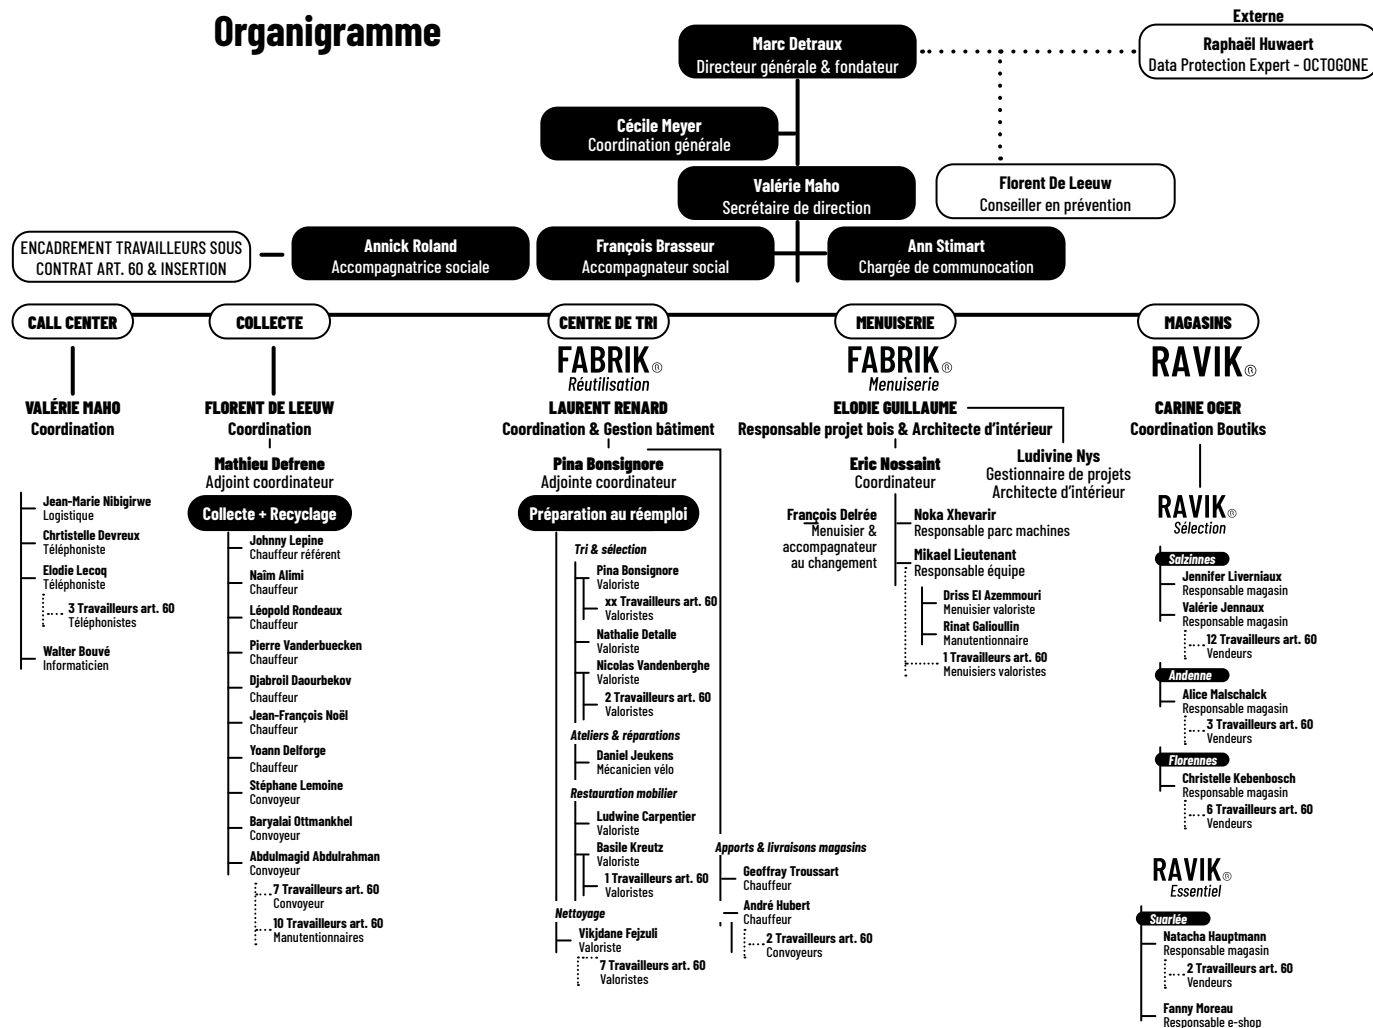 Organigramme
Externe
Marc Detraux
Directeur générale & fondateur
Raphaël Huwaert
Data Protection Expert - OCTOGONE
Cécile Meyer
Coordination générale
Valérie Maho
Secrétaire de direction
Florent De Leeuw
Conseiller en prévention
ENCADREMENT TRAVAILLEURS SOUS
CONTRAT ART. 60 & INSERTION
Annick Roland
Accompagnatrice sociale
François Brasseur
Accompagnateur social
Ann Stimart
Chargée de communocation
CALL CENTER
VALÉRIE MAHO
Coordination
Jean-Marie Nibigirwe
Logistique
Chrtistelle Devreux
Téléphoniste
Elodie Lecoq
Téléphoniste
3 Travailleurs art. 60
Téléphonistes
Walter Bouvé
Informaticien
COLLECTE
FLORENT DE LEEUW
Coordination
Mathieu Defrene
Adjoint coordinateur
Collecte + Recyclage
Johnny Lepine
Chauffeur référent
Naïm Alimi
Chauffeur
Léopold Rondeaux
Chauffeur
Pierre Vanderbuecken
Chauffeur
Djabroil Daourbekov
Chauffeur
Jean-François Noël
Chauffeur
Yoann Delforge
Chauffeur
Stéphane Lemoine
Convoyeur
Baryalai Ottmankhel
Convoyeur
Abdulmagid Abdulrahman
Convoyeur
7 Travailleurs art. 60
Convoyeur
10 Travailleurs art. 60
Manutentionnaires
CENTRE DE TRI
FABRIK®
Réutilisation
LAURENT RENARD
Coordination & Gestion bâtiment
Pina Bonsignore
Adjointe coordinateur
Préparation au réemploi
Tri & sélection
Pina Bonsignore
Valoriste
xx Travailleurs art. 60
Valoristes
Nathalie Detalle
Valoriste
Nicolas Vandenberghe
Valoriste
2 Travailleurs art. 60
Valoristes
Ateliers & réparations
Daniel Jeukens
Mécanicien vélo
Restauration mobilier
Ludwine Carpentier
Valoriste
Basile Kreutz
Valoriste
1 Travailleurs art. 60
Valoristes
Nettoyage
Vikjdane Fejzuli
Valoriste
7 Travailleurs art. 60
Valoristes
Apports & livraisons magasins
Geoffray Troussart
Chauffeur
André Hubert
Chauffeur
2 Travailleurs art. 60
Convoyeurs
MENUISERIE
FABRIK®
Menuiserie
ELODIE GUILLAUME
Responsable projet bois & Architecte d'intérieur
Ludivine Nys
Gestionnaire de projets
Architecte d'intérieur
Eric Nossaint
Coordinateur
François Delrée
Menuisier &
accompagnateur
au changement
Noka Xhevarir
Responsable parc machines
Mikael Lieutenant
Responsable équipe
Driss El Azemmouri
Menuisier valoriste
Rinat Galioullin
Manutentionnaire
1 Travailleurs art. 60
Menuisiers valoristes
MAGASINS
RAVIK®
CARINE OGER
Coordination Boutiks
RAVIK®
Sélection
Salzinnes
Jennifer Liverniaux
Responsable magasin
Valérie Jennaux
Responsable magasin
12 Travailleurs art. 60
Vendeurs
Andenne
Alice Malschalck
Responsable magasin
3 Travailleurs art. 60
Vendeurs
Florennes
Christelle Kebenbosch
Responsable magasin
6 Travailleurs art. 60
Vendeurs
RAVIK®
Essentiel
Suarlée
Natacha Hauptmann
Responsable magasin
2 Travailleurs art. 60
Vendeurs
Fanny Moreau
Responsable e-shop